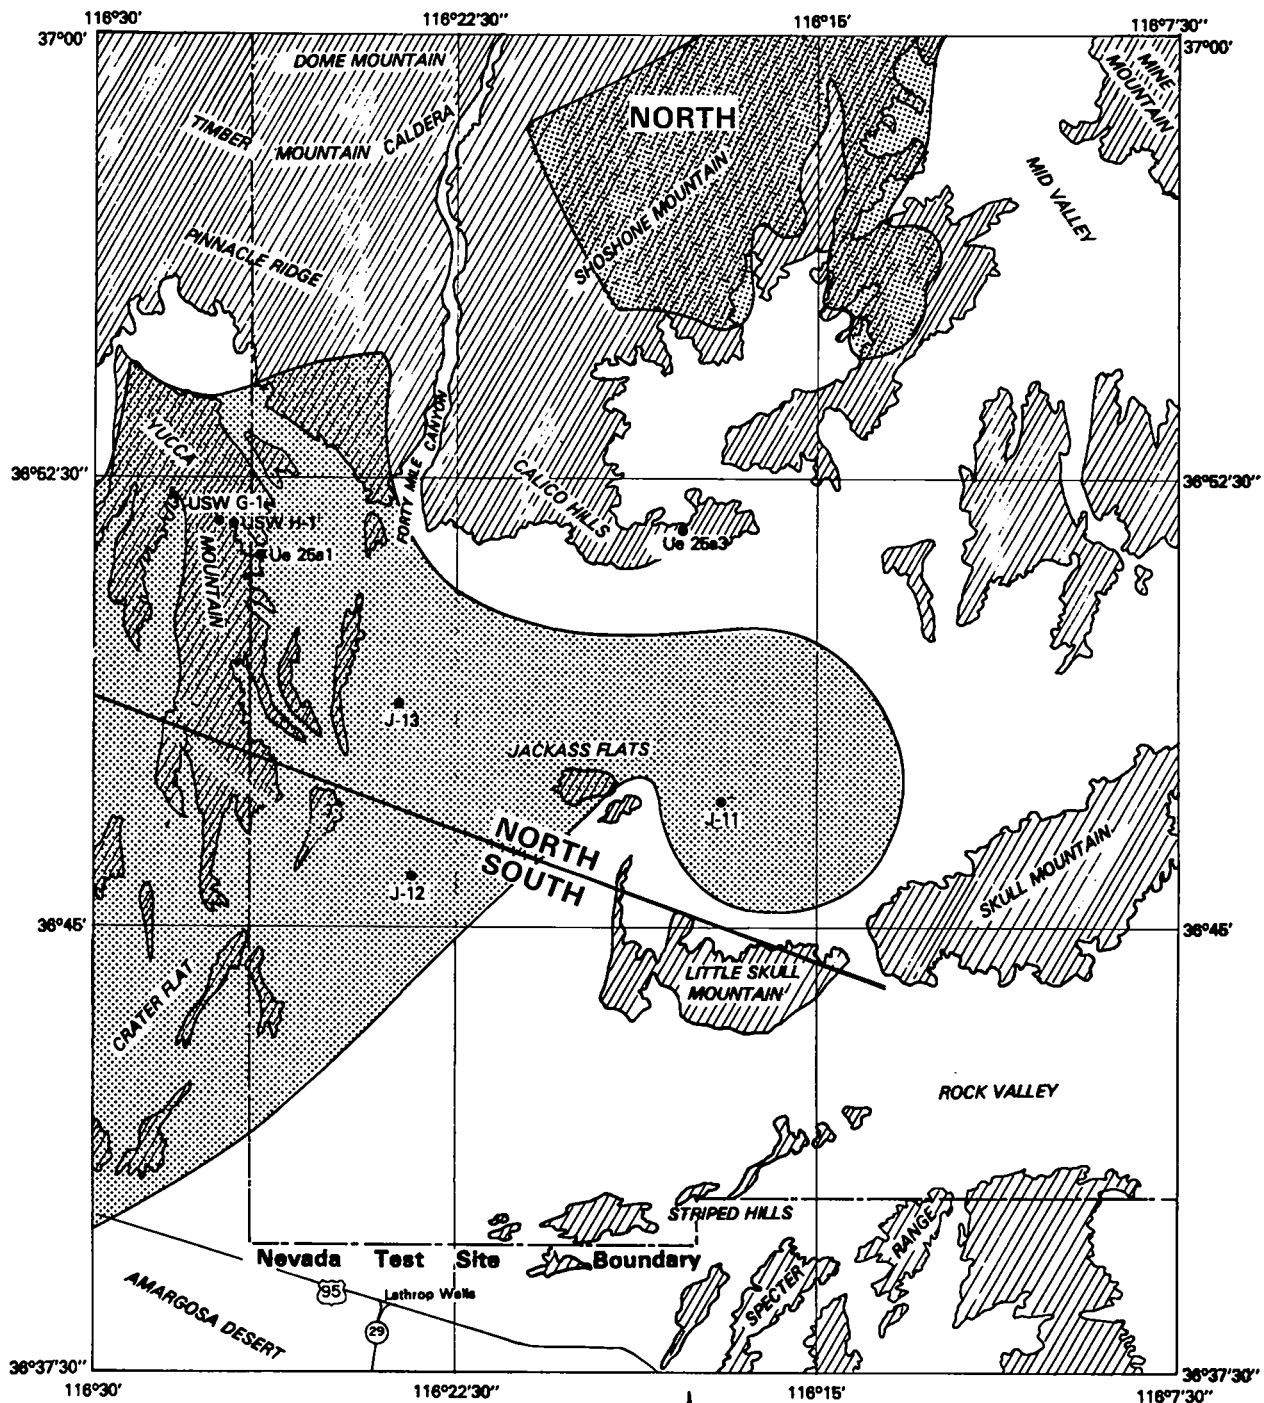 116°30'
116°22'30"
116°15'
116°7'30"
37°00'
37°00'
DOME MOUNTAIN
TIMBER MOUNTAIN CALDERA
NORTH
MINE MOUNTAIN
SHOSHONE MOUNTAIN
MID VALLEY
PINNACLE RIDGE
YUCCA MOUNTAIN
FORTY MILE CANYON
36°52'30"
36°52'30"
CALICO HILLS
USW G-1
USW H-1
Ue 25a1
Ue 25a3
J-13
JACKASS FLATS
J-11
NORTH
SOUTH
J-12
SKULL MOUNTAIN
36°45'
36°45'
LITTLE SKULL
MOUNTAIN
CRATER FLAT
ROCK VALLEY
STRIPED HILLS
SPECTER RANGE
Nevada Test Site Boundary
95
Lathrop Wells
29
AMARGOSA DESERT
36°37'30"
36°37'30"
116°30'
116°22'30"
116°15'
116°7'30"